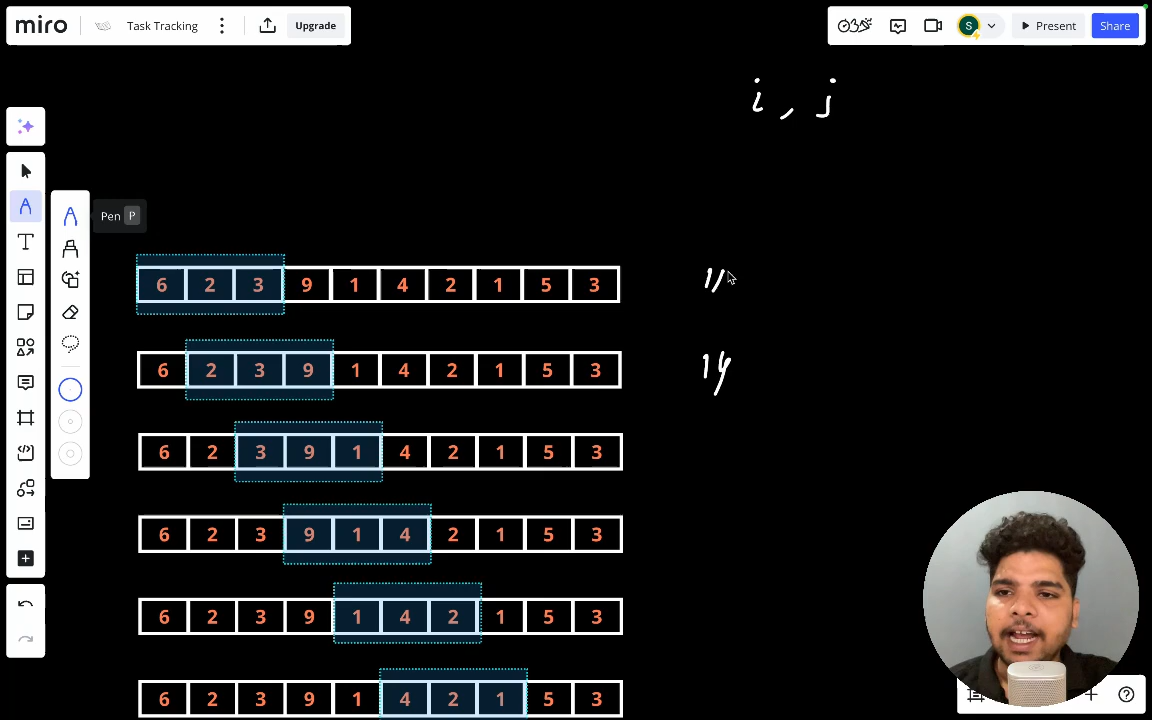 miro Task Tracking Upgrade
S Present Share
i , j
Pen P
6 2 3 9 1 4 2 1 5 3 11
6 2 3 9 1 4 2 1 5 3 14
6 2 3 9 1 4 2 1 5 3
6 2 3 9 1 4 2 1 5 3
6 2 3 9 1 4 2 1 5 3
6 2 3 9 1 4 2 1 5 3